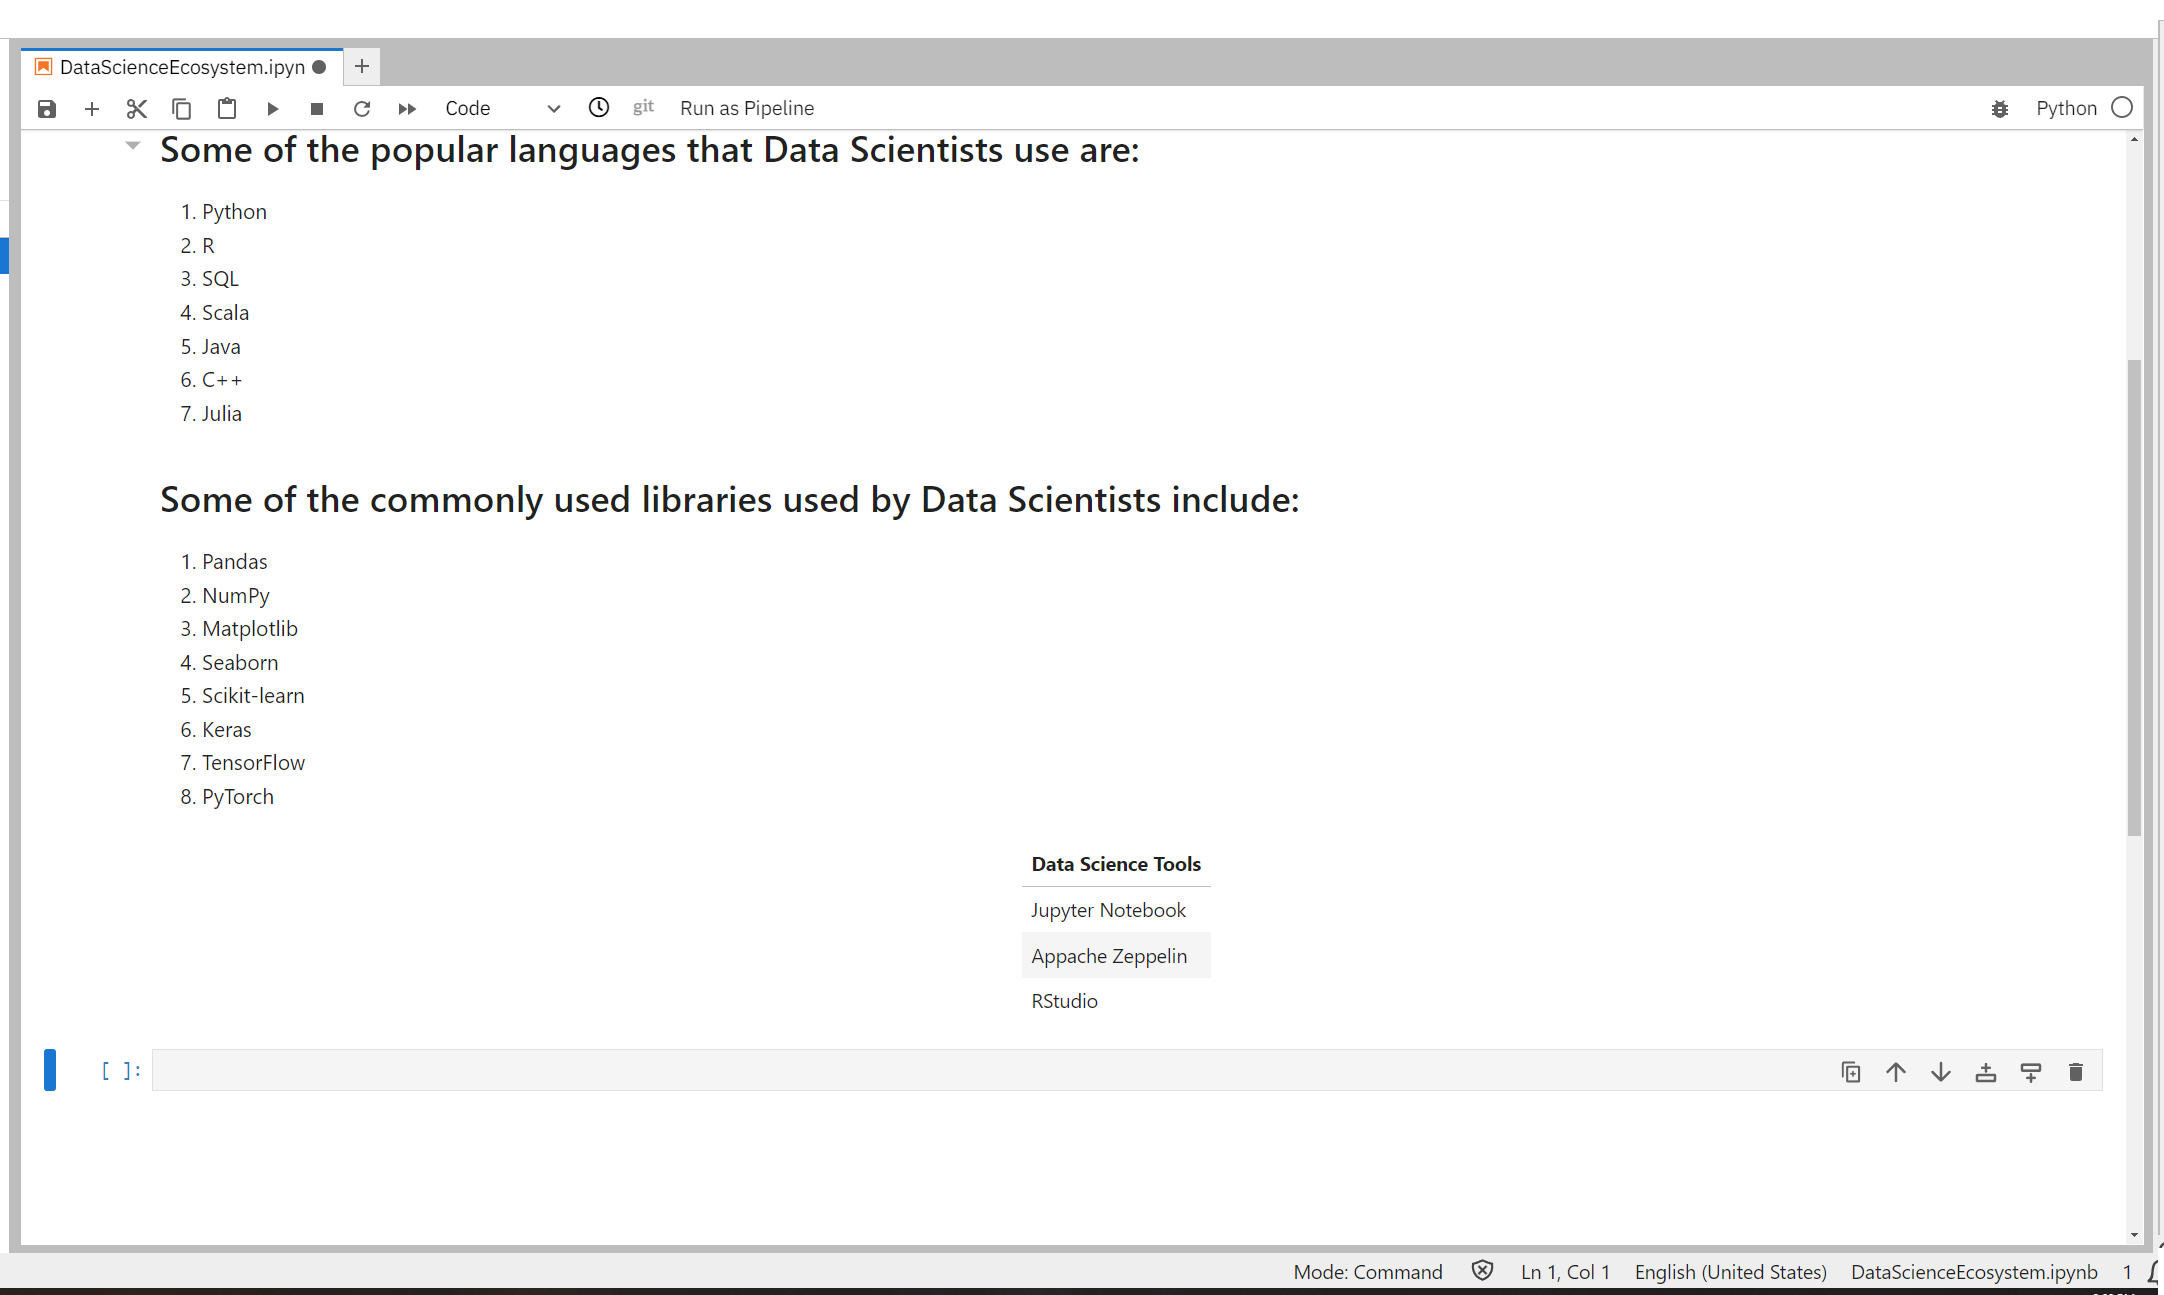 DataScienceEcosystem.ipyn
Code
git
Run as Pipeline
Python
Some of the popular languages that Data Scientists use are:
1. Python
2. R
3. SQL
4. Scala
5. Java
6. C++
7. Julia
Some of the commonly used libraries used by Data Scientists include:
1. Pandas
2. NumPy
3. Matplotlib
4. Seaborn
5. Scikit-learn
6. Keras
7. TensorFlow
8. PyTorch
Data Science Tools
Jupyter Notebook
Appache Zeppelin
RStudio
[ ]:
Mode: Command
Ln 1, Col 1
English (United States)
DataScienceEcosystem.ipynb
1